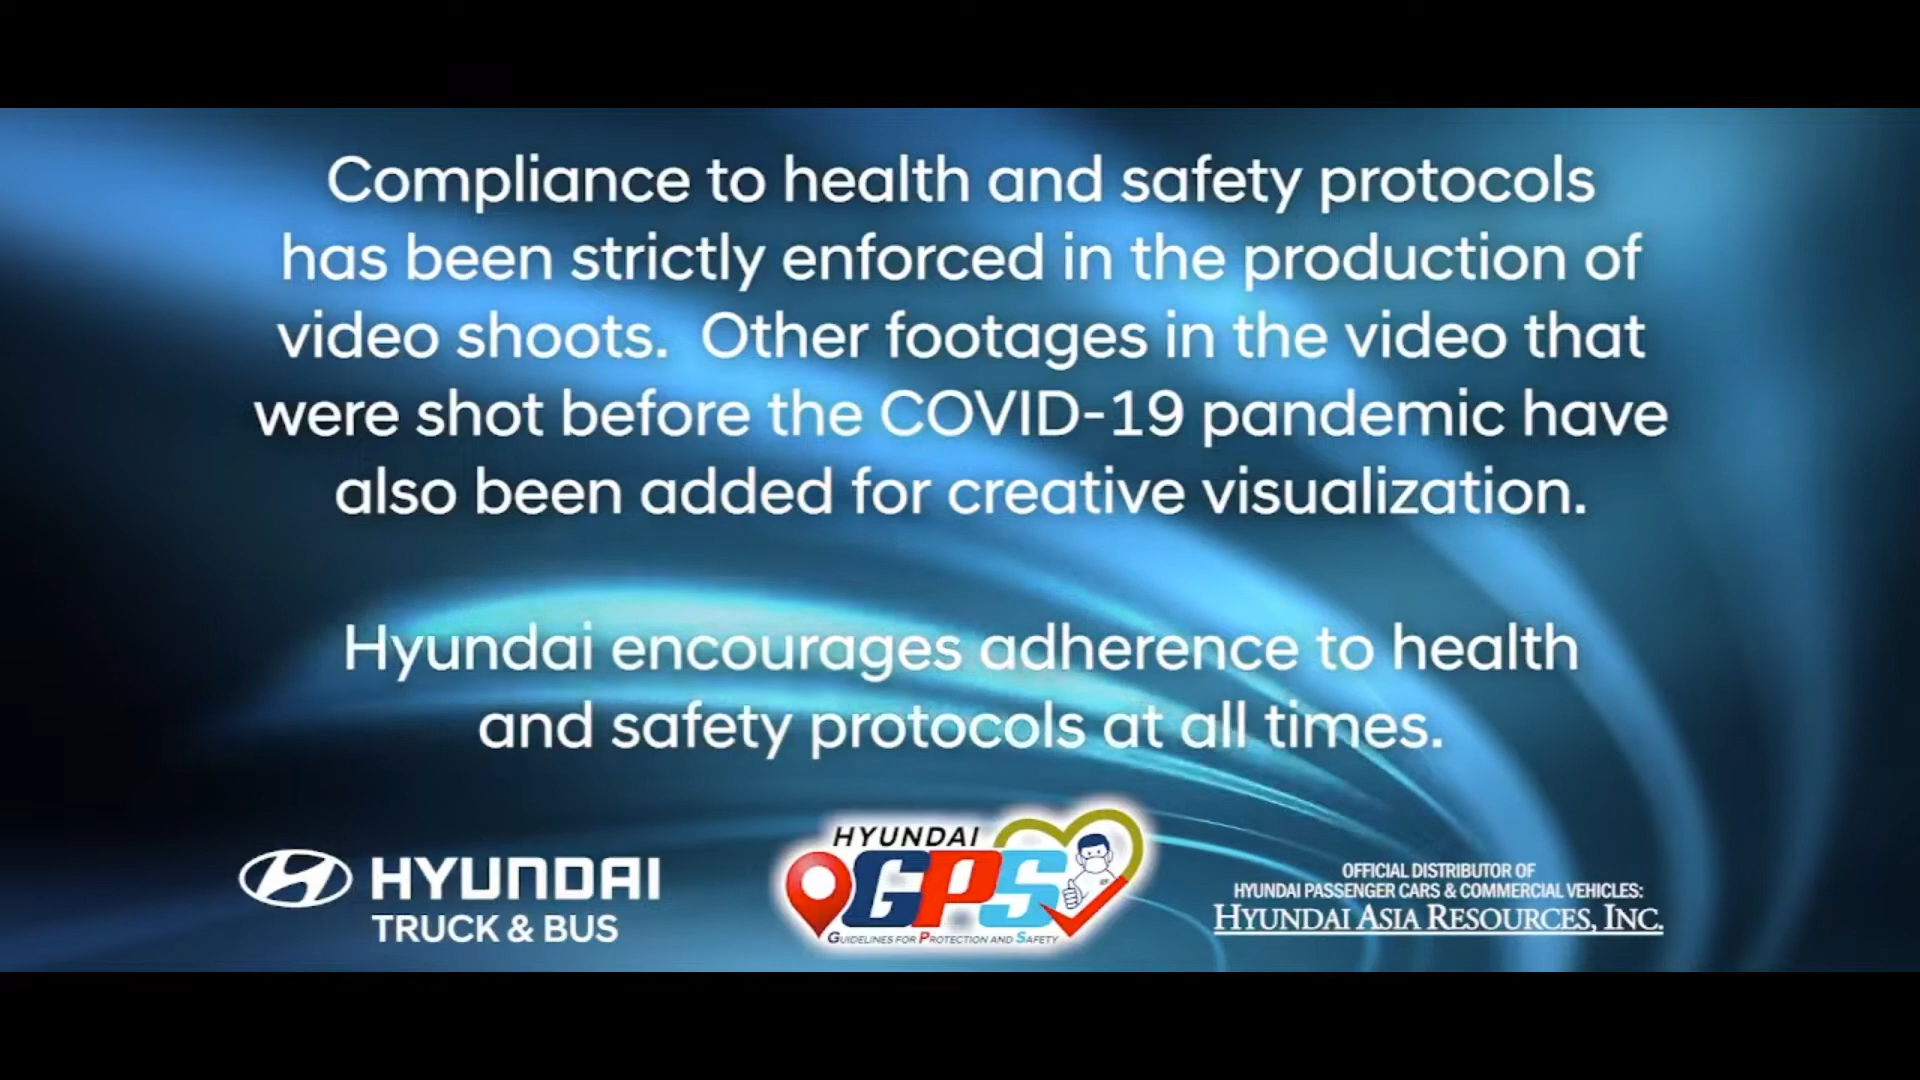 Compliance to health and safety protocols
has been strictly enforced in the production of
video shoots.  Other footages in the video that
were shot before the COVID-19 pandemic have
also been added for creative visualization.
Hyundai encourages adherence to health
and safety protocols at all times.
HYUNDAI
TRUCK & BUS
HYUNDAI
GPS
GUIDELINES FOR PROTECTION AND SAFETY
OFFICIAL DISTRIBUTOR OF
HYUNDAI PASSENGER CARS & COMMERCIAL VEHICLES:
HYUNDAI ASIA RESOURCES, INC.